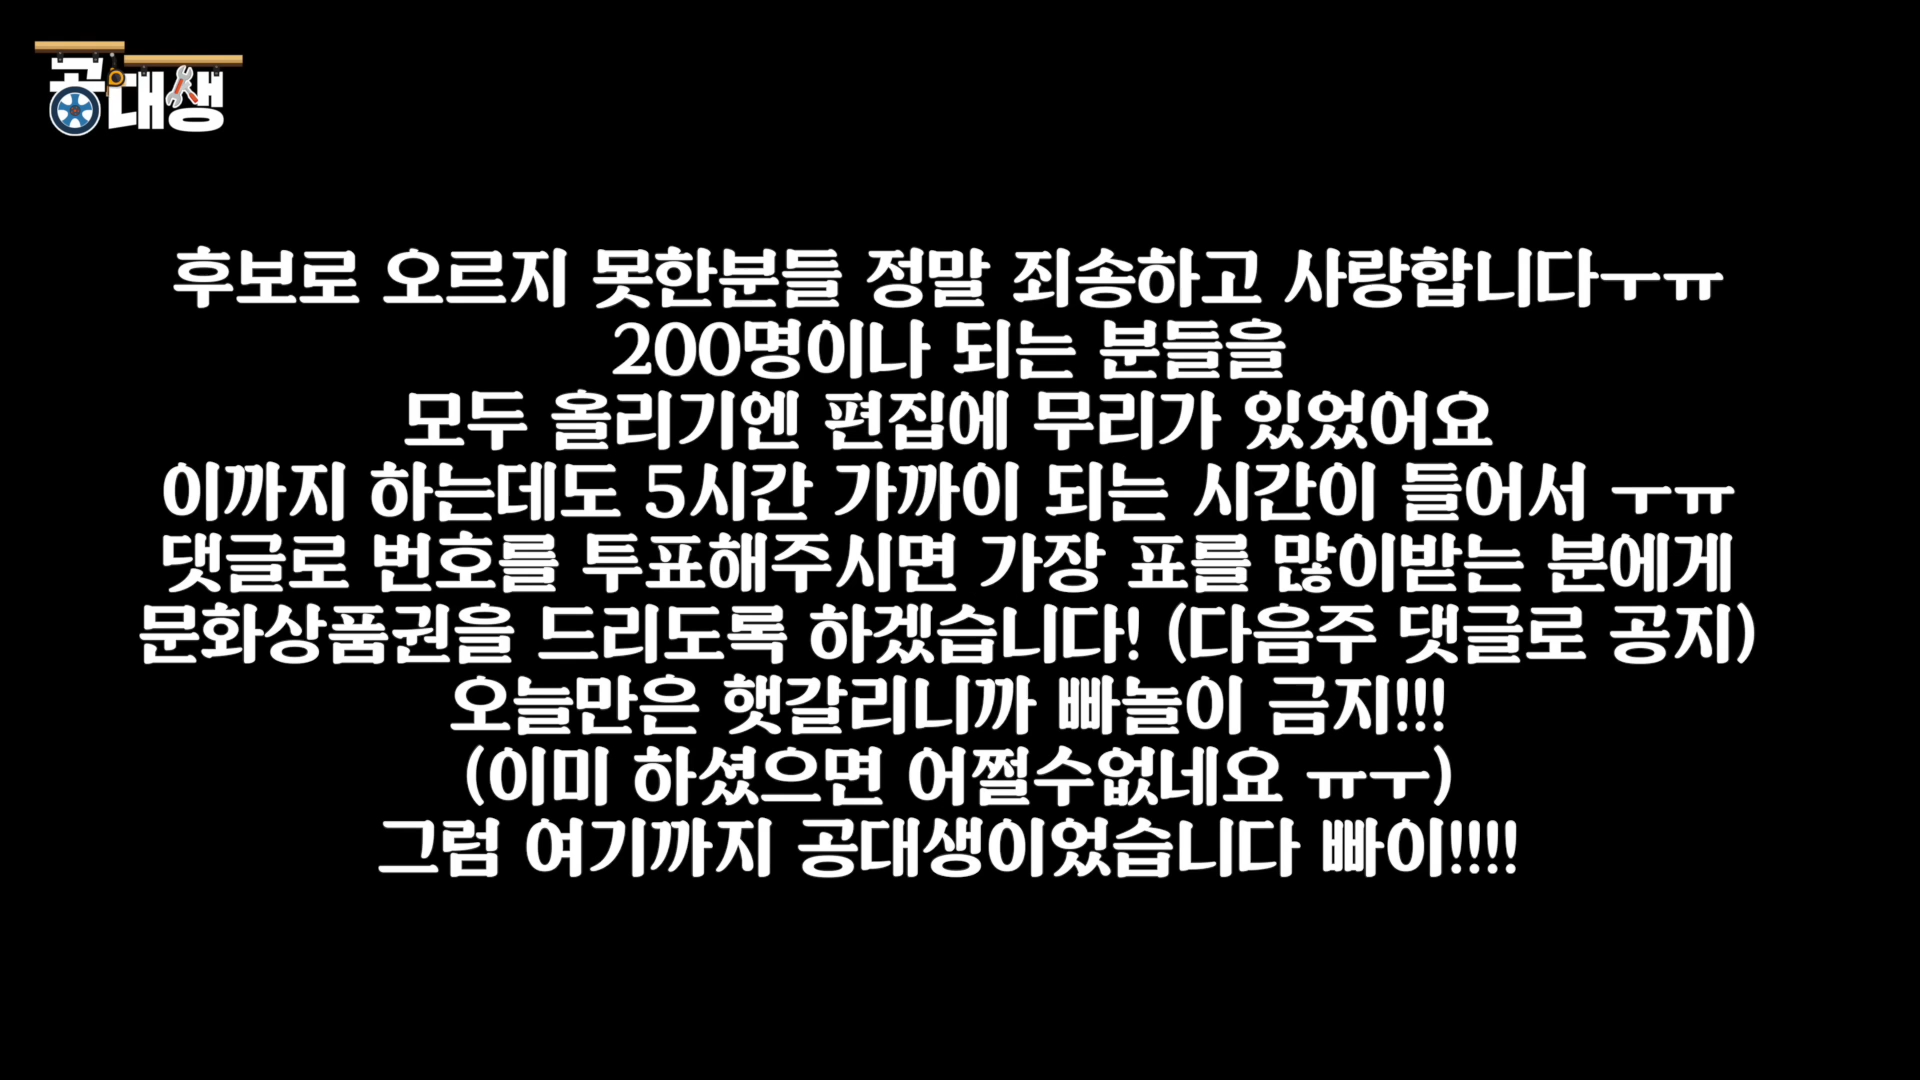 공대생
후보로 오르지 못한분들 정말 죄송하고 사랑합니다ㅜㅠ
200명이나 되는 분들을
모두 올리기엔 편집에 무리가 있었어요
이까지 하는데도 5시간 가까이 되는 시간이 들어서 ㅜㅠ
댓글로 번호를 투표해주시면 가장 표를 많이받는 분에게
문화상품권을 드리도록 하겠습니다! (다음주 댓글로 공지)
오늘만은 햇갈리니까 빠놀이 금지!!!
(이미 하셨으면 어쩔수없네요 ㅠㅜ)
그럼 여기까지 공대생이었습니다 빠이!!!!